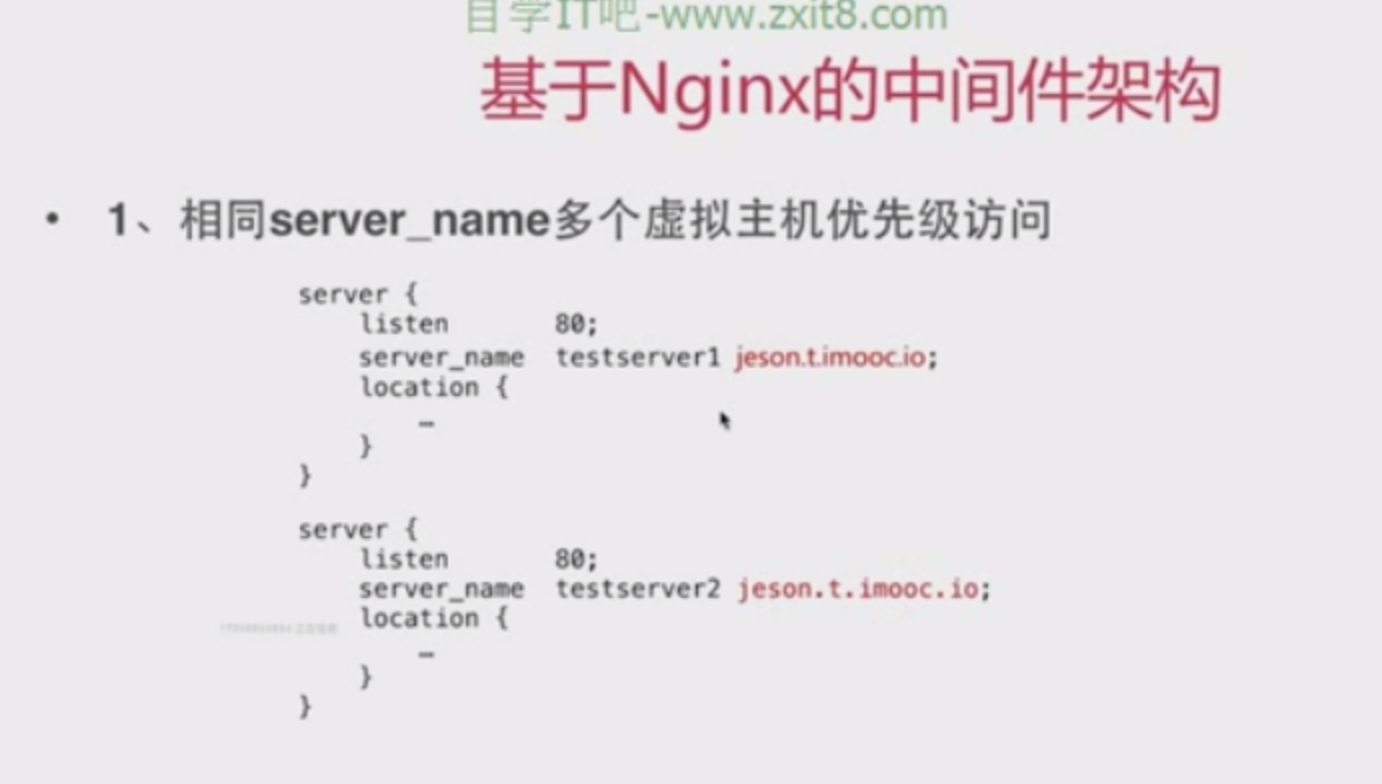 自学IT吧-www.zxit8.com
基于Nginx的中间件架构
• 1、相同server_name多个虚拟主机优先级访问
server {
listen 80;
server_name testserver1 jeson.t.imooc.io;
location {
…
}
}
server {
listen 80;
server_name testserver2 jeson.t.imooc.io;
location {
…
}
}